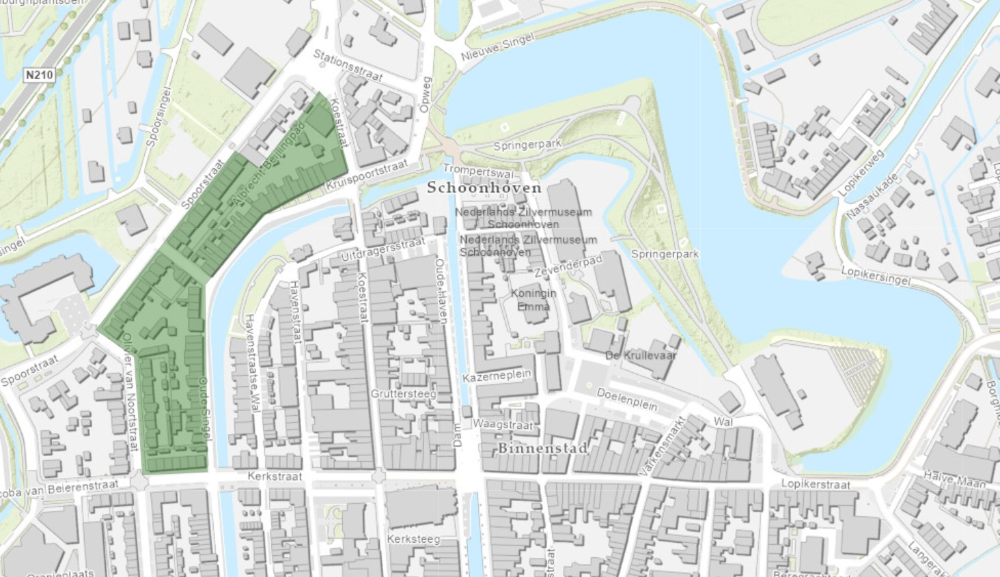 N210
Stationsstraat
Nieuwe Singel
Opweg
Spoorsingel
Koestraat
Albrecht Beijlingpad
Springerpark
Spoorstraat
Kruispoortstraat
Trompertswal
Schoonhoven
Lopikerweg
Nassaukade
Nederlands Zilvermuseum
Schoonhoven
Nederlands Zilvermuseum
Schoonhoven
Uitdragersstraat
singel
Springerpark
Zevenderpad
Oude Haven
Koestraat
Havenstraat
Lopikersingel
Koningin
Emma
Havenstraatse Wal
Olivier van Noortstraat
Spoorstraat
De Krullevaar
Kazerneplein
Gruttersteeg
Doelenplein
Oude Singel
Waagstraat
Wal
Dam
Binnenstad
Varkensmarkt
Kerkstraat
coba van Beierenstraat
Lopikerstraat
Halve Maan
Kerksteeg
straat